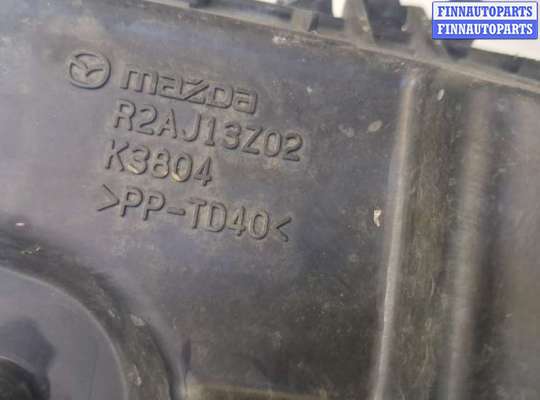 FINNAUTOPARTS
FINNAUTOPARTS
mazda
R2AJ13Z02
K3804
>PP-TD40<